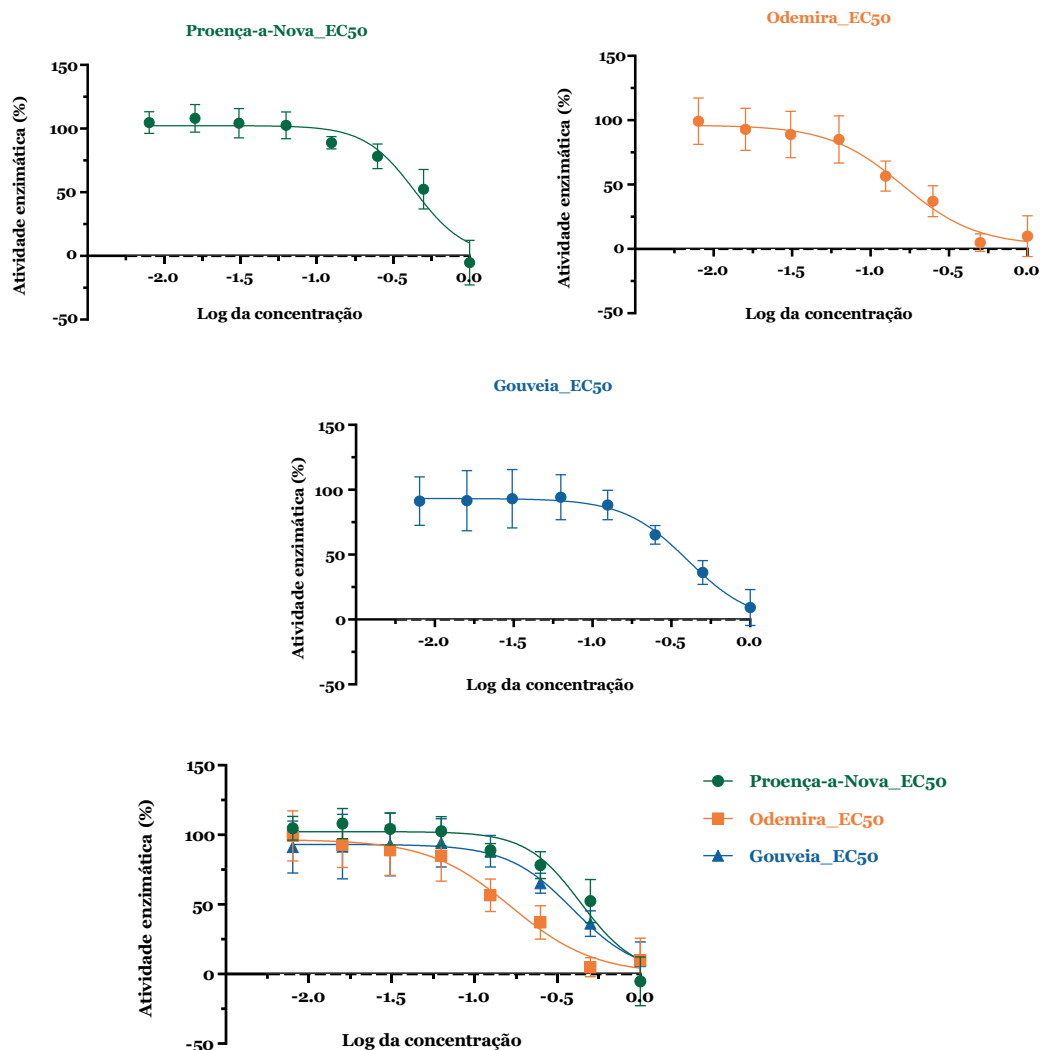 Proença-a-Nova_EC50
Atividade enzimática (%)
150
100
50
0
-50
-2.0 -1.5 -1.0 -0.5 0.0
Log da concentração
Odemira_EC50
Atividade enzimática (%)
150
100
50
0
-50
-2.0 -1.5 -1.0 -0.5 0.0
Log da concentração
Gouveia_EC50
Atividade enzimática (%)
150
100
50
0
-50
-2.0 -1.5 -1.0 -0.5 0.0
Log da concentração
Atividade enzimática (%)
150
100
50
0
-50
-2.0 -1.5 -1.0 -0.5 0.0
Log da concentração
Proença-a-Nova_EC50
Odemira_EC50
Gouveia_EC50